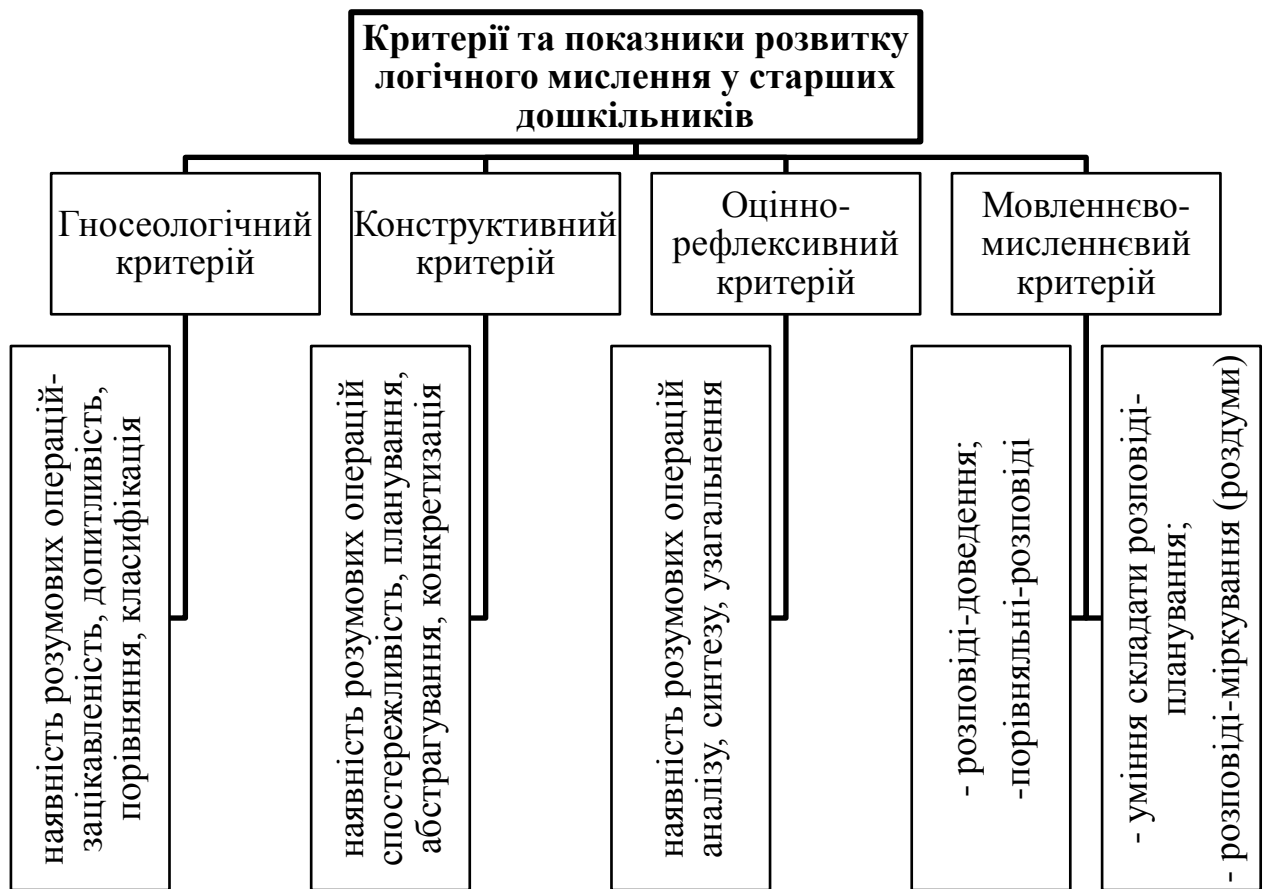 Критерії та показники розвитку
логічного мислення у старших
дошкільників
Гносеологічний
критерій
Конструктивний
критерій
Оцінно-
рефлексивний
критерій
Мовленнєво-
мисленнєвий
критерій
наявність розумових операцій-
зацікавленість, допитливість,
порівняння, класифікація
наявність розумових операцій
спостережливість, планування,
абстрагування, конкретизація
наявність розумових операцій
аналізу, синтезу, узагальнення
- розповіді-доведення;
-порівняльні-розповіді
- уміння складати розповіді-
планування;
- розповіді-міркування (роздуми)